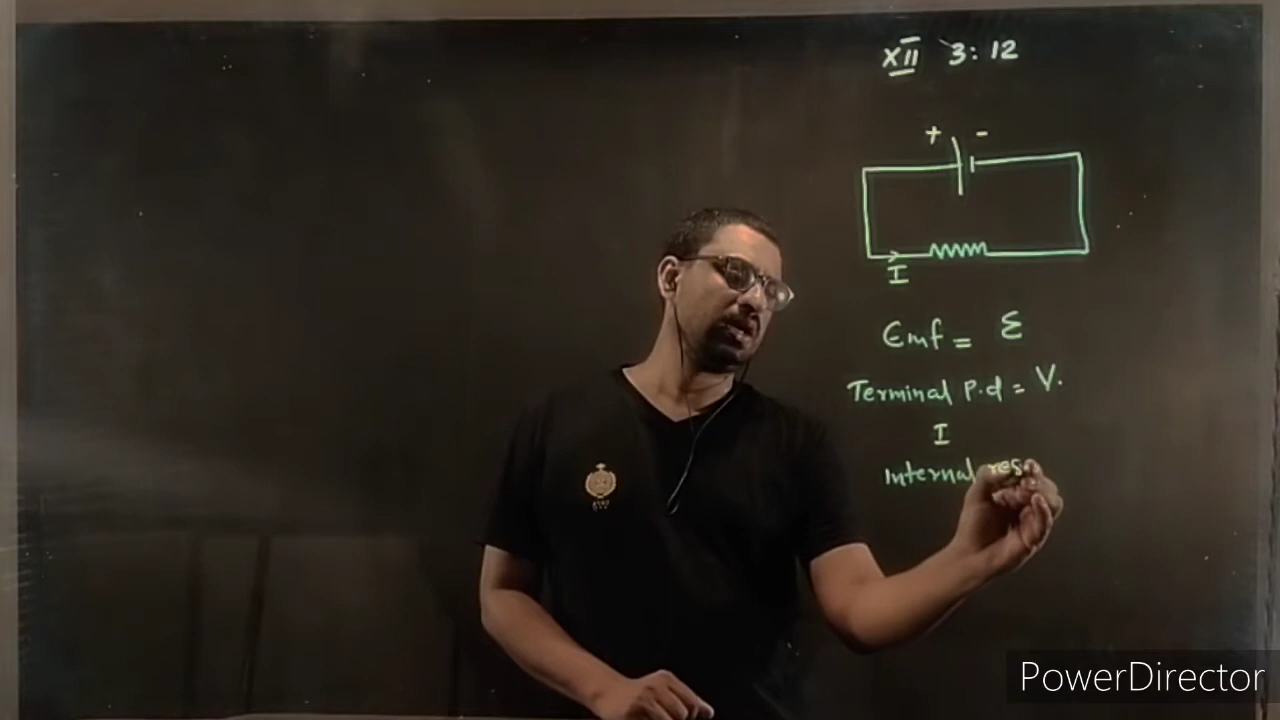 XII 3:12
+ -
I
Emf = Ɛ
Terminal P.d = V.
I
Internal res
PowerDirector